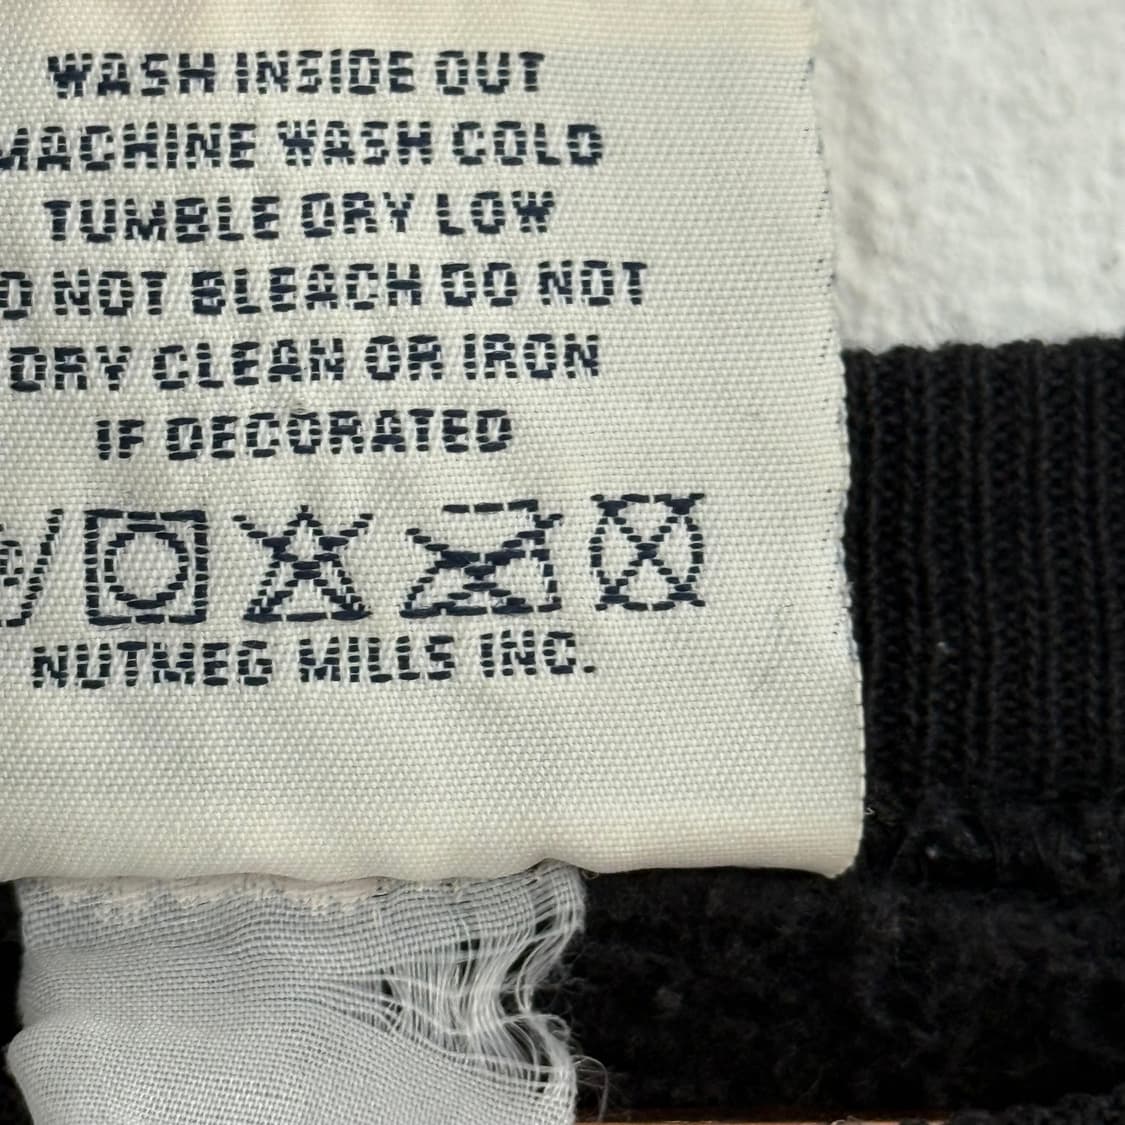 WASH INSIDE OUT
MACHINE WASH COLD
TUMBLE DRY LOW
DO NOT BLEACH DO NOT
DRY CLEAN OR IRON
IF DECORATED
NUTMEG MILLS INC.